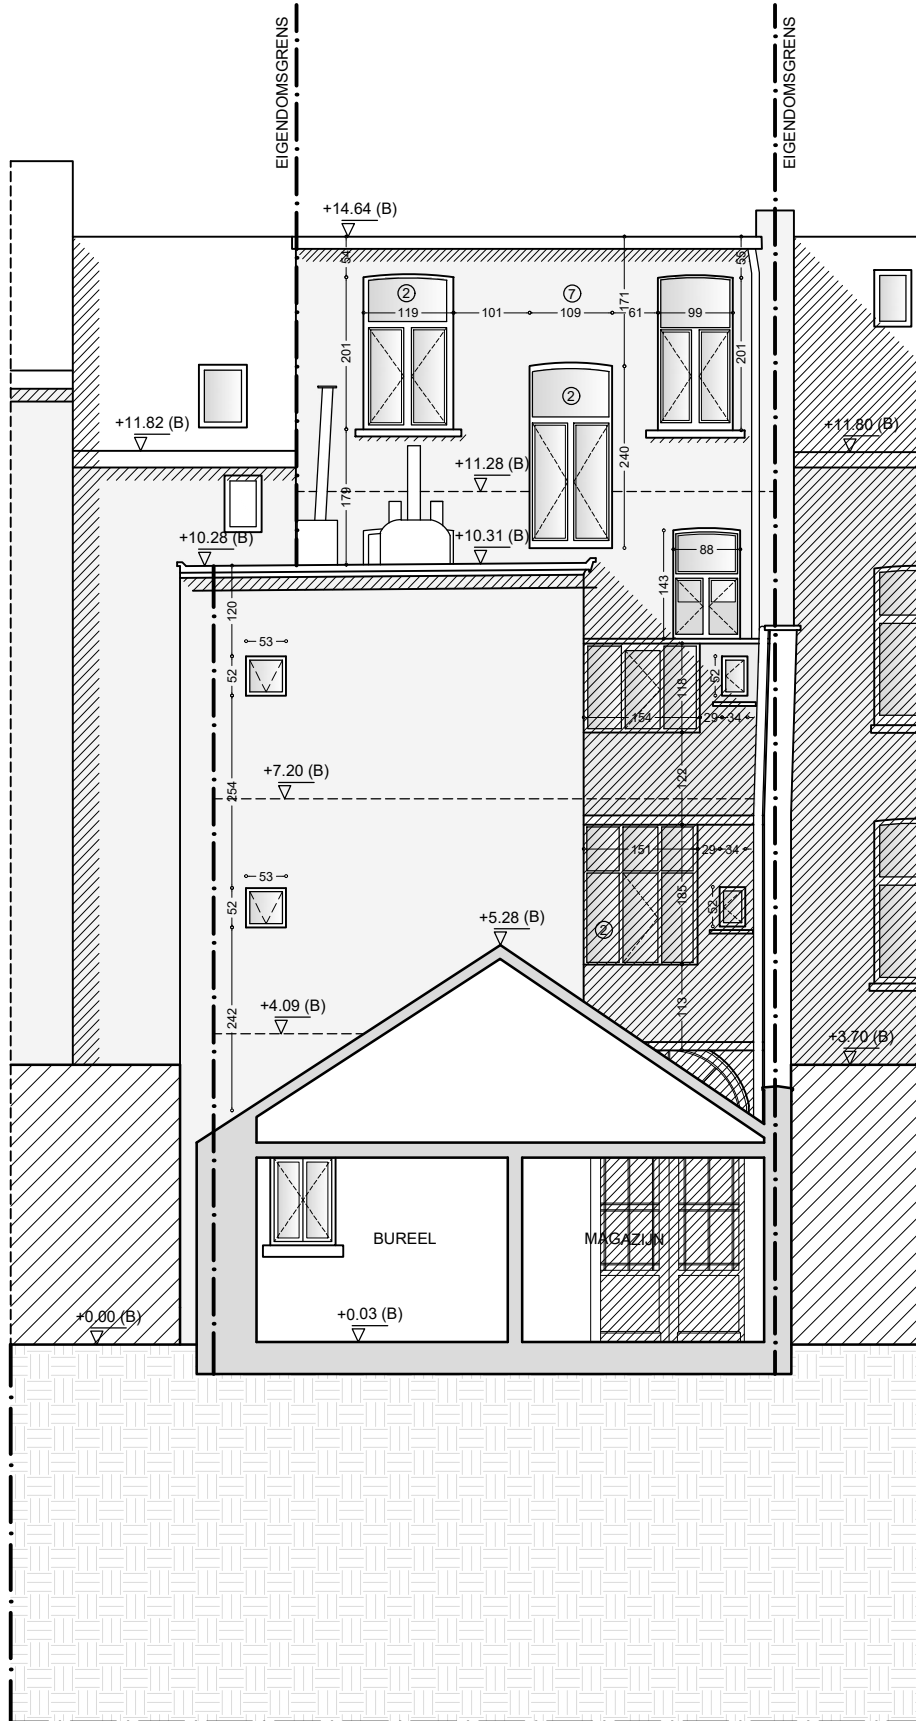 EIGENDOMSGRENS
EIGENDOMSGRENS
+14.64 (B)
54
55
171
2
7
119
101
109
61
99
201
201
2
+11.82 (B)
+11.80 (B)
240
+11.28 (B)
179
+10.28 (B)
+10.31 (B)
88
143
120
53
52
118
52
154
29
34
+7.20 (B)
254
122
151
29
34
53
52
185
52
+5.28 (B)
2
242
+4.09 (B)
113
+3.70 (B)
BUREEL
MAGAZIJN
+0.00 (B)
+0.03 (B)